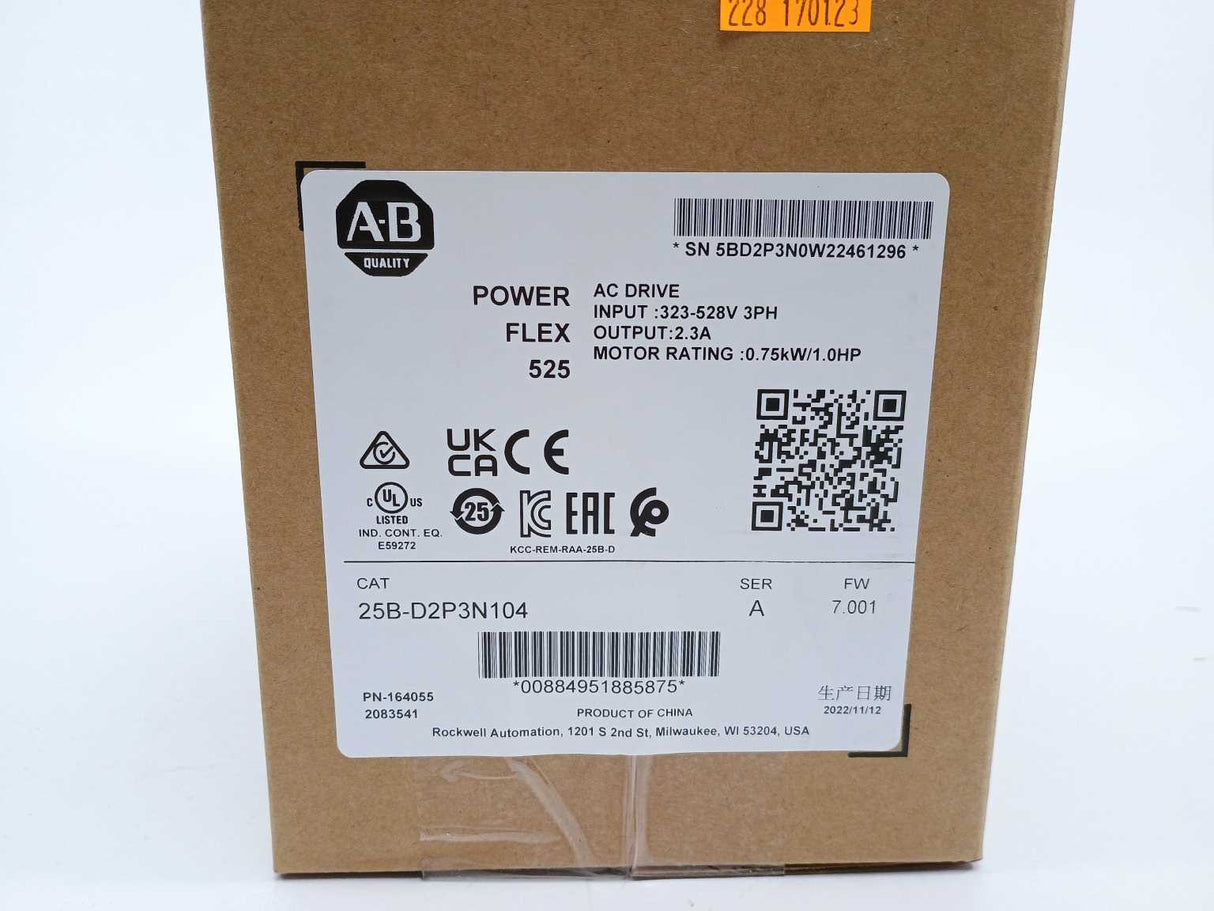 228 170123
A-B
QUALITY
* SN 5BD2P3N0W22461296 *
POWER
FLEX
525
AC DRIVE
INPUT :323-528V 3PH
OUTPUT:2.3A
MOTOR RATING :0.75kW/1.0HP
UK
CA
CE
C UL US
LISTED
IND. CONT. EQ.
E59272
25
KC
EAC
KCC-REM-RAA-25B-D
CAT
25B-D2P3N104
SER
A
FW
7.001
*00884951885875*
PN-164055
2083541
PRODUCT OF CHINA
生产日期
2022/11/12
Rockwell Automation, 1201 S 2nd St, Milwaukee, WI 53204, USA